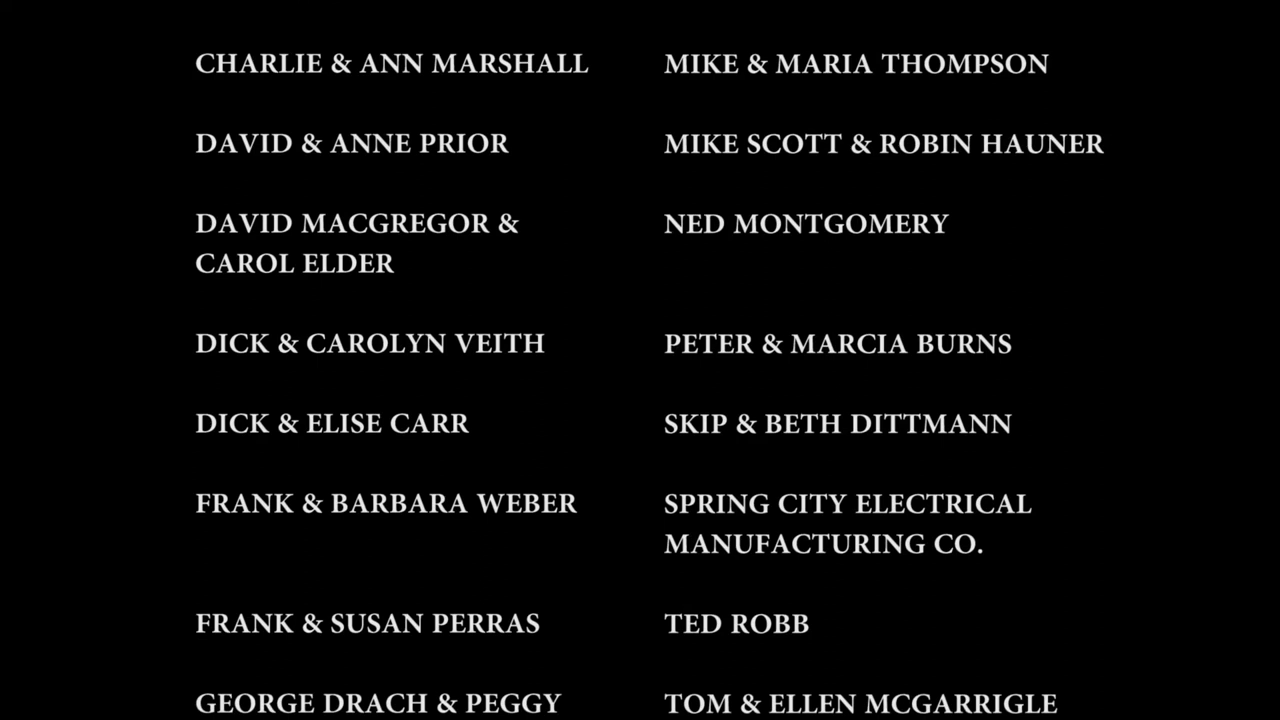 CHARLIE & ANN MARSHALL
DAVID & ANNE PRIOR
DAVID MACGREGOR &
CAROL ELDER
DICK & CAROLYN VEITH
DICK & ELISE CARR
FRANK & BARBARA WEBER
FRANK & SUSAN PERRAS
GEORGE DRACH & PEGGY
MIKE & MARIA THOMPSON
MIKE SCOTT & ROBIN HAUNER
NED MONTGOMERY
PETER & MARCIA BURNS
SKIP & BETH DITTMANN
SPRING CITY ELECTRICAL
MANUFACTURING CO.
TED ROBB
TOM & ELLEN MCGARRIGLE